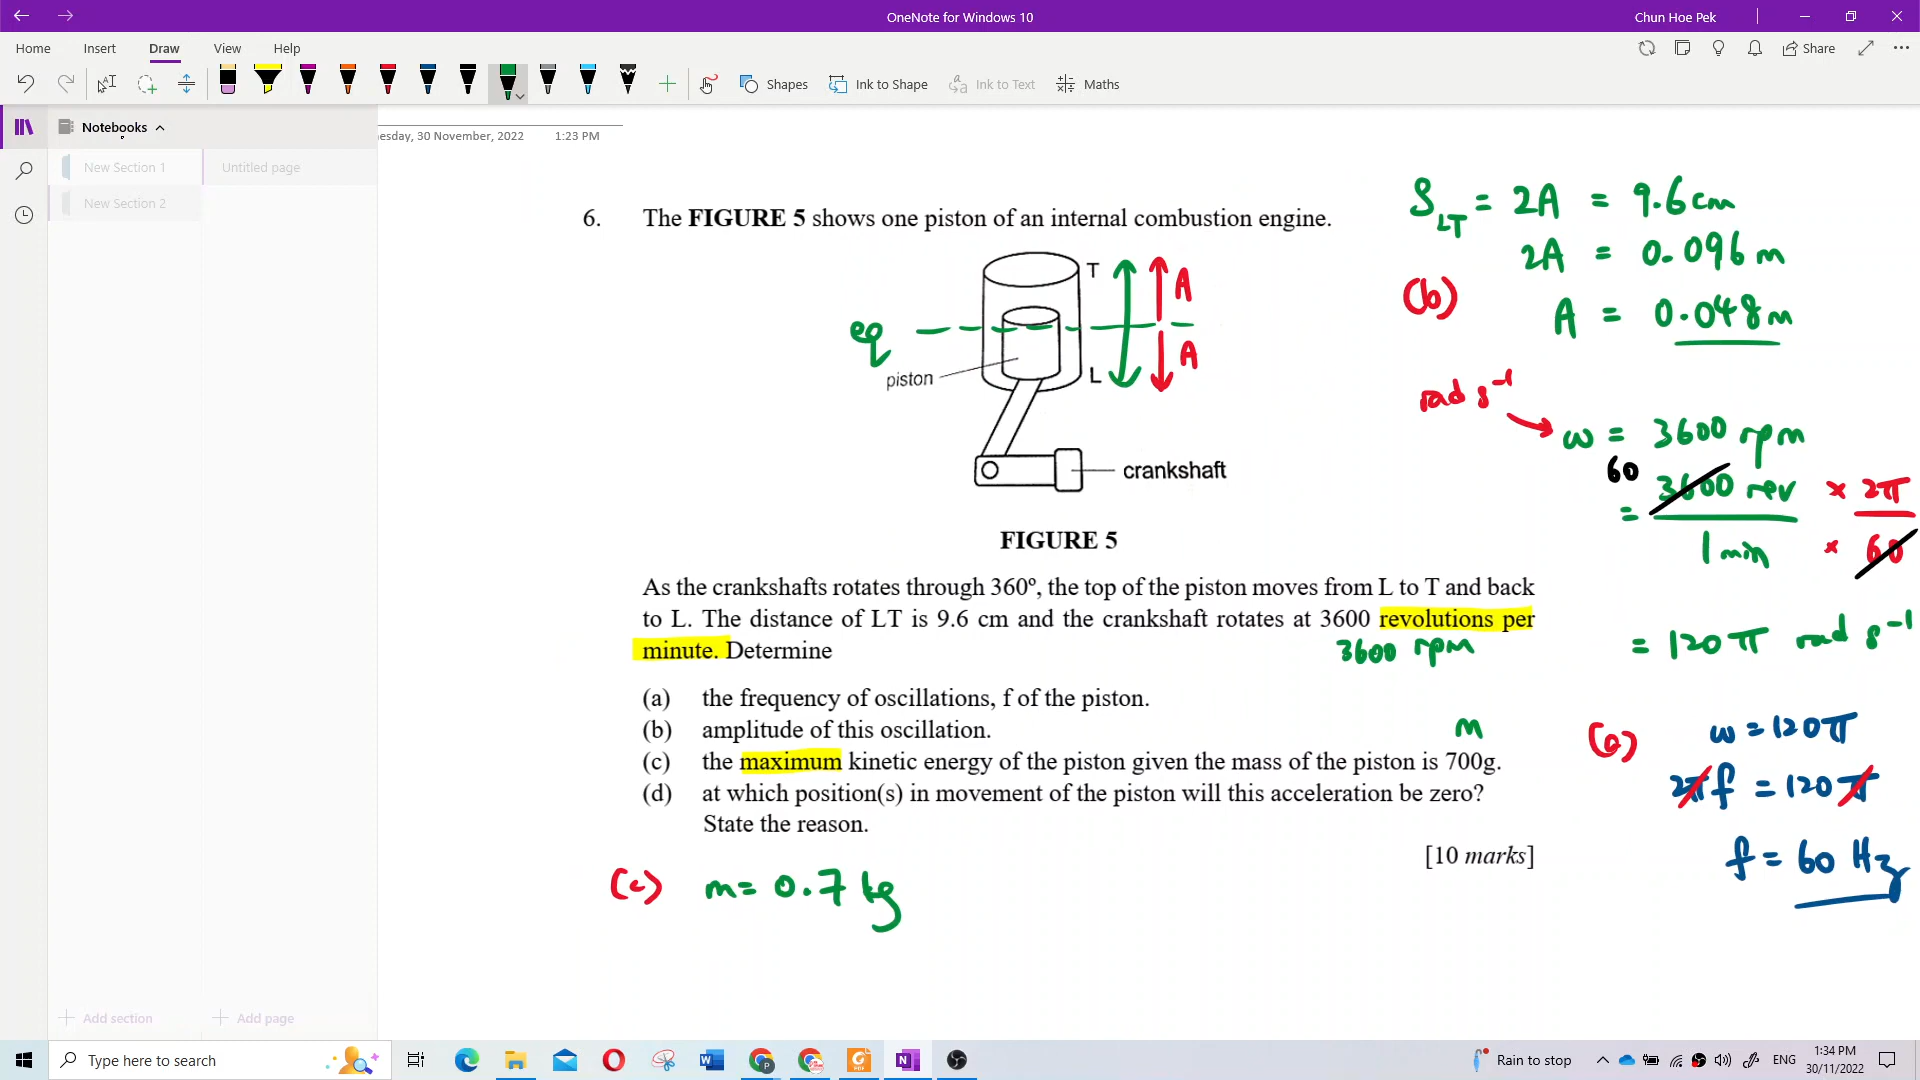 OneNote for Windows 10
Chun Hoe Pek
Home Insert Draw View Help
Share
Shapes
Ink to Shape
Ink to Text
Maths
Notebooks
New Section 1
Untitled page
New Section 2
esday, 30 November, 2022 1:23 PM
6. The FIGURE 5 shows one piston of an internal combustion engine.
T
A
eq
A
piston
L
crankshaft
FIGURE 5
As the crankshafts rotates through 360º, the top of the piston moves from L to T and back
to L. The distance of LT is 9.6 cm and the crankshaft rotates at 3600 revolutions per
minute. Determine
3600 rpm
(a) the frequency of oscillations, f of the piston.
(b) amplitude of this oscillation.
m
(c) the maximum kinetic energy of the piston given the mass of the piston is 700g.
(d) at which position(s) in movement of the piston will this acceleration be zero?
State the reason.
[10 marks]
(c) m = 0.7 kg
S LT = 2A = 9.6 cm
2A = 0.096 m
(b)
A = 0.048 m
rad s⁻¹
ω = 3600 rpm
60
= 3600 rev × 2π
1 min × 60
= 120 π rad s⁻¹
(a) ω = 120π
2π f = 120 π
f = 60 Hz
Add section
Add page
Type here to search
Rain to stop
ENG
1:34 PM
30/11/2022